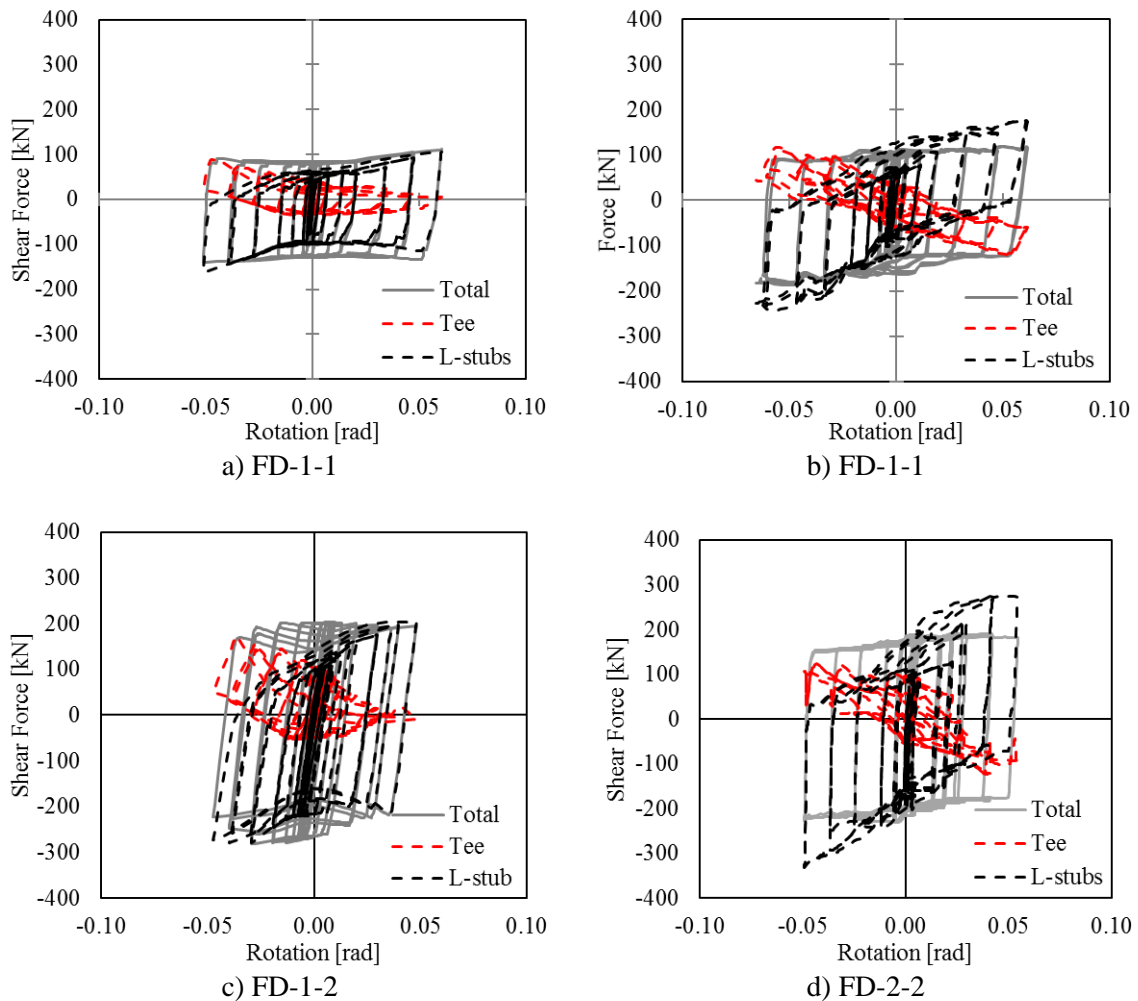 400
300
200
100
0
-100
-200
-300
-400
-0.10 -0.05 0.00 0.05 0.10
Shear Force [kN]
Rotation [rad]
Total
Tee
L-stubs
a) FD-1-1
400
300
200
100
0
-100
-200
-300
-400
-0.10 -0.05 0.00 0.05 0.10
Force [kN]
Rotation [rad]
Total
Tee
L-stubs
b) FD-1-1
400
300
200
100
0
-100
-200
-300
-400
-0.10 -0.05 0.00 0.05 0.10
Shear Force [kN]
Rotation [rad]
Total
Tee
L-stub
c) FD-1-2
400
300
200
100
0
-100
-200
-300
-400
-0.10 -0.05 0.00 0.05 0.10
Shear Force [kN]
Rotation [rad]
Total
Tee
L-stubs
d) FD-2-2